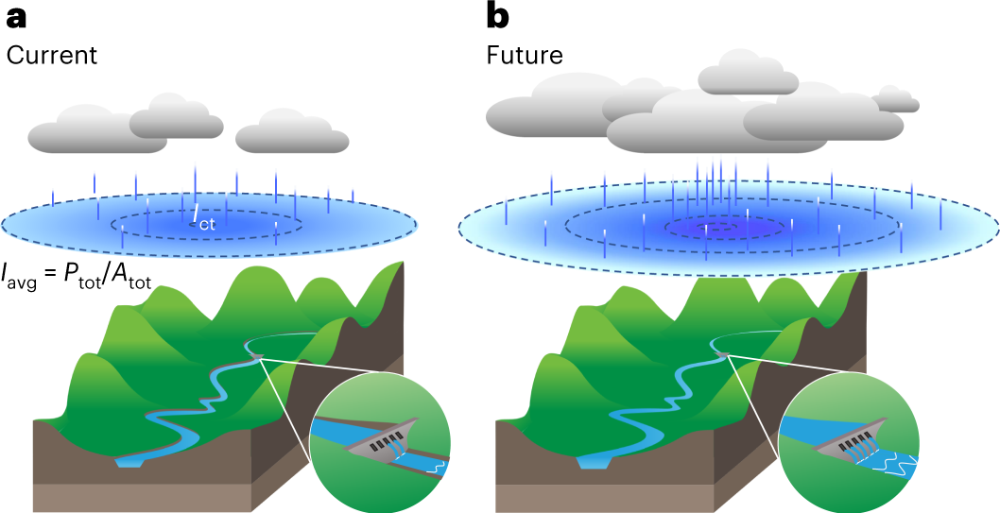 a
b
Current
Future
Ict
Iavg = Ptot/Atot